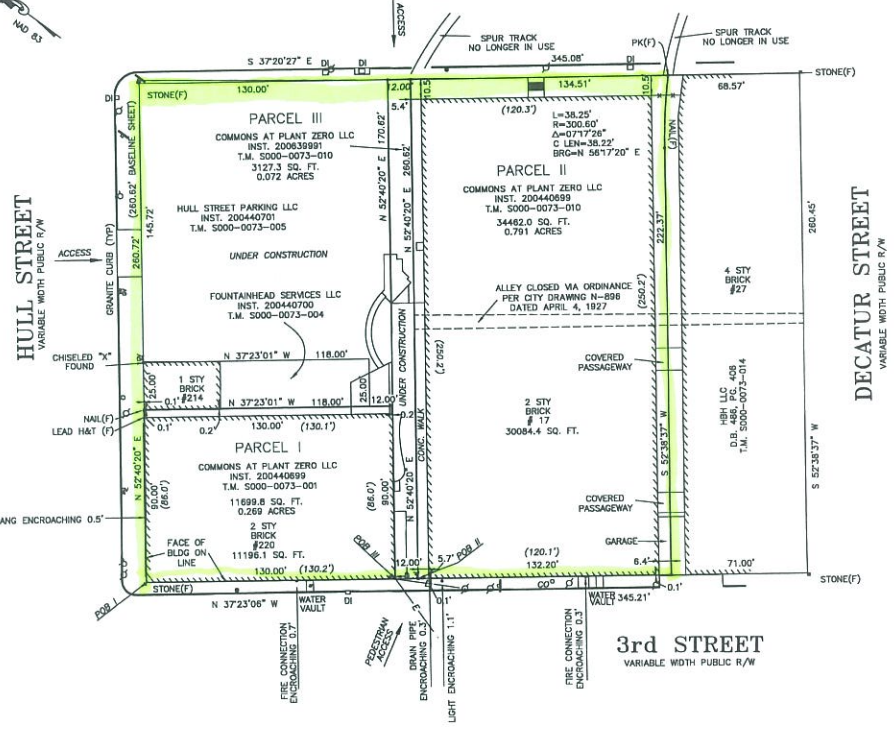 NAD 83
ACCESS
SPUR TRACK
NO LONGER IN USE
PK(F)
SPUR TRACK
NO LONGER IN USE
S 37°20'27" E
DI
DI
345.08'
DI
STONE(F)
DI
STONE(F)
130.00'
12.00'
10.5
134.51'
10.5
68.57'
5.4'
(120.3')
PARCEL III
COMMONS AT PLANT ZERO LLC
INST. 200639991
T.M. S000-0073-010
3127.3 SQ. FT.
0.072 ACRES
HULL STREET PARKING LLC
INST. 200440701
T.M. S000-0073-005
UNDER CONSTRUCTION
FOUNTAINHEAD SERVICES LLC
INST. 200440700
T.M. S000-0073-004
N 52°40'20" E 170.62'
N 52°40'20" E 260.62'
L=38.25'
R=300.60'
Δ=07°17'26"
C LEN=38.22'
BRG=N 56°17'20" E
PARCEL II
COMMONS AT PLANT ZERO LLC
INST. 200440699
T.M. S000-0073-010
34462.0 SQ. FT.
0.791 ACRES
NAIL(F)
222.37'
260.45'
HULL STREET
VARIABLE WIDTH PUBLIC R/W
ACCESS
GRANITE CURB (TYP)
(260.62' BASELINE SHEET)
145.72'
260.72'
DECATUR STREET
VARIABLE WIDTH PUBLIC R/W
4 STY
BRICK
#27
ALLEY CLOSED VIA ORDINANCE
PER CITY DRAWING N-896
DATED APRIL 4, 1927
(250.2')
(250.2')
UNDER CONSTRUCTION
CONC. WALK
COVERED
PASSAGEWAY
CHISELED "X"
FOUND
N 37°23'01" W 118.00'
25.00'
1 STY
BRICK
#214
25.00'
0.1'
N 37°23'01" W 118.00'
12.00'
NAIL(F)
LEAD H&T (F)
0.1'
0.2'
130.00'
(130.1')
0.2
2 STY
BRICK
# 17
30084.4 SQ. FT.
HBH LLC
D.B. 486, PG. 408
T.M. S000-0073-014
S 52°38'37" W
S 52°38'37" W
PARCEL I
COMMONS AT PLANT ZERO LLC
INST. 200440699
T.M. S000-0073-001
11699.8 SQ. FT.
0.269 ACRES
2 STY
BRICK
#220
11196.1 SQ. FT.
N 52°40'20" E
90.00'
(86.0')
(86.0')
90.00'
N 52°40'20" E
ANG ENCROACHING 0.5'
FACE OF
BLDG ON
LINE
COVERED
PASSAGEWAY
GARAGE
POB III
POB II
12.00'
5.7'
(120.1')
132.20'
6.4'
71.00'
130.00'
(130.2')
POB I
STONE(F)
N 37°23'06" W
WATER
VAULT
DI
0.1'
CO
WATER
VAULT
345.21'
0.1'
STONE(F)
FIRE CONNECTION
ENCROACHING 0.7'
PEDESTRIAN
ACCESS
E
DRAIN PIPE
ENCROACHING 0.3'
LIGHT ENCROACHING 1.1'
FIRE CONNECTION
ENCROACHING 0.3'
3rd STREET
VARIABLE WIDTH PUBLIC R/W